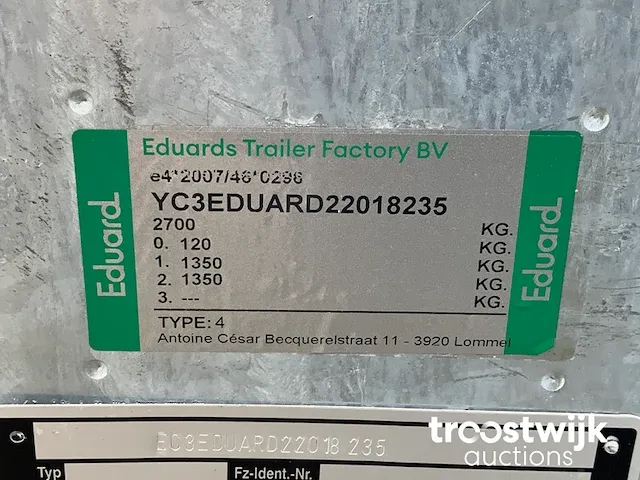 Eduards Trailer Factory BV
e4*2007/46*0296
YC3EDUARD22018235
2700 KG.
0. 120 KG.
1. 1350 KG.
2. 1350 KG.
3. --- KG.
TYPE: 4
Antoine César Becquerelstraat 11 - 3920 Lommel
Eduard
Eduard
EC3EDUARD22018 235
Typ
Fz-Ident.-Nr.
troostwijk
auctions